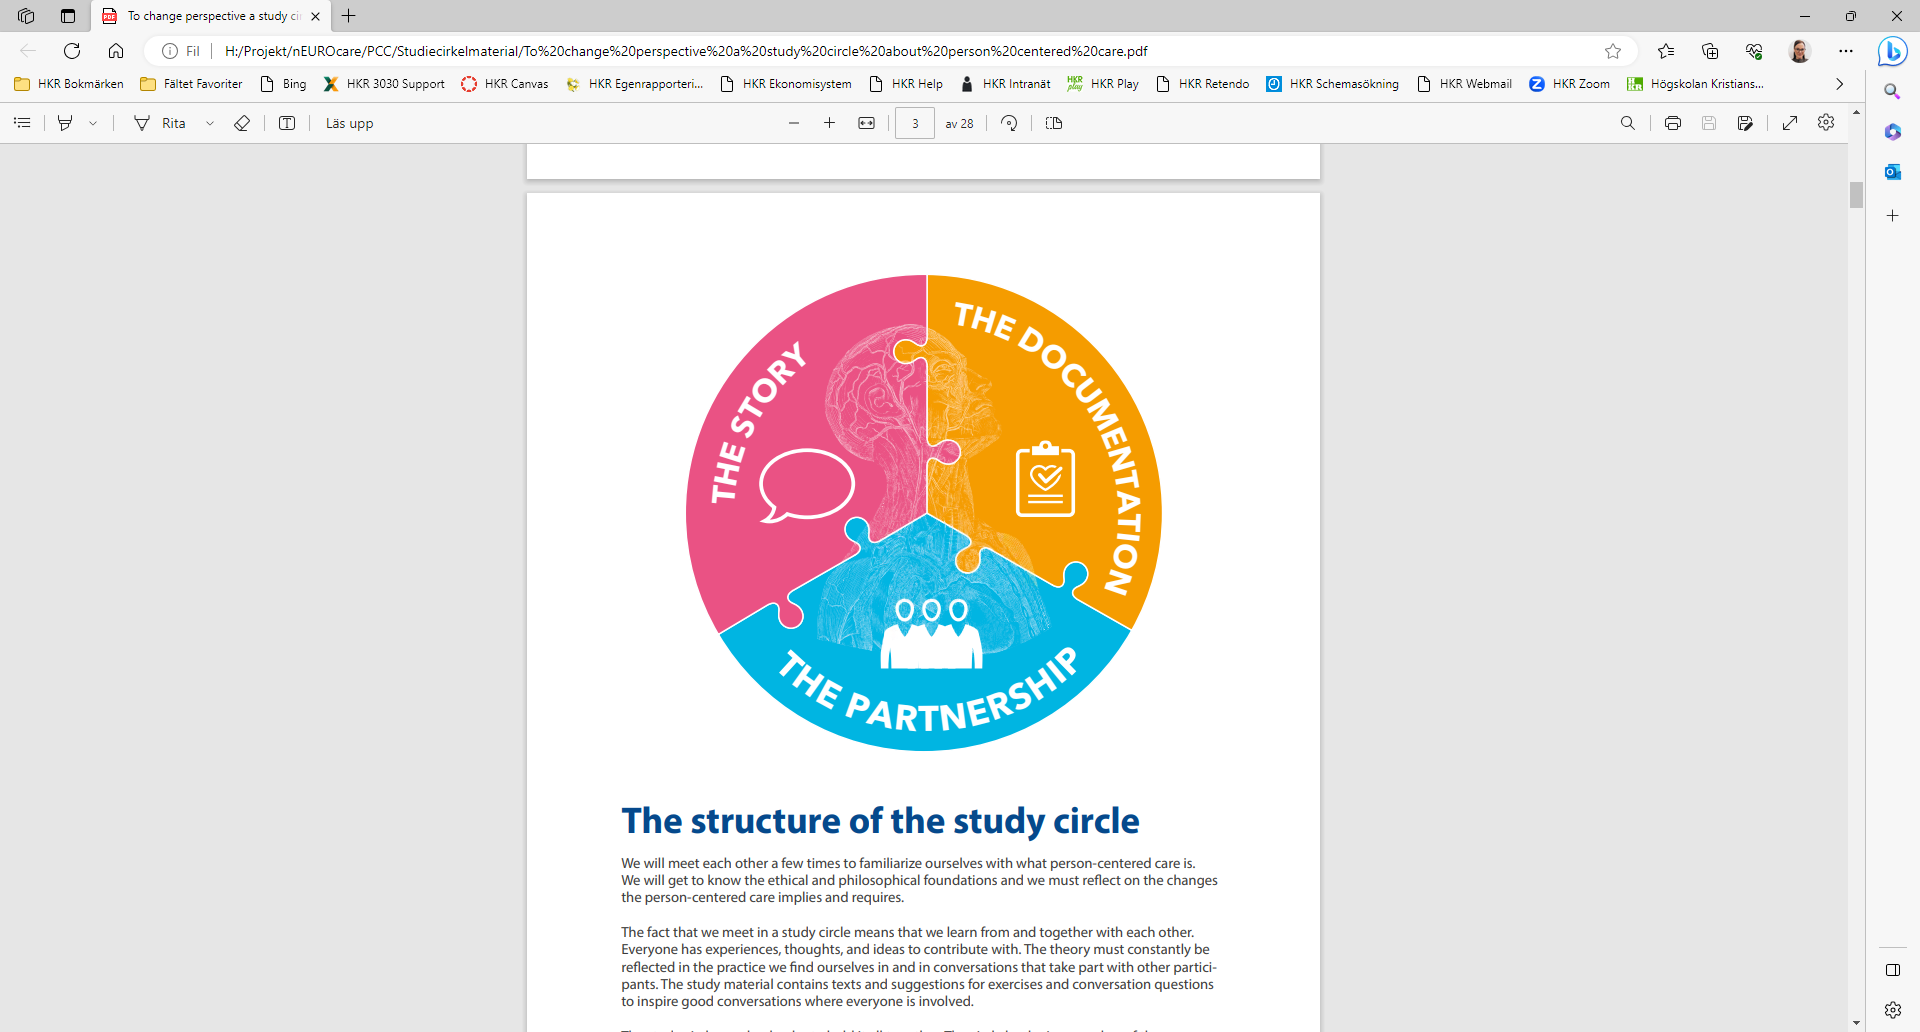 To change perspective a study ci
Fil
H:/Projekt/nEUROcare/PCC/Studiecirkelmaterial/To%20change%20perspective%20a%20study%20circle%20about%20person%20centered%20care.pdf
HKR Bokmärken
Fältet Favoriter
Bing
HKR 3030 Support
HKR Canvas
HKR Egenrapporteri...
HKR Ekonomisystem
HKR Help
HKR Intranät
HKR Play
HKR Retendo
HKR Schemasökning
HKR Webmail
HKR Zoom
Högskolan Kristians...
Rita
Läs upp
3
av 28
THE STORY
THE DOCUMENTATION
THE PARTNERSHIP
The structure of the study circle
We will meet each other a few times to familiarize ourselves with what person-centered care is.
We will get to know the ethical and philosophical foundations and we must reflect on the changes
the person-centered care implies and requires.
The fact that we meet in a study circle means that we learn from and together with each other.
Everyone has experiences, thoughts, and ideas to contribute with. The theory must constantly be
reflected in the practice we find ourselves in and in conversations that take part with other partici-
pants. The study material contains texts and suggestions for exercises and conversation questions
to inspire good conversations where everyone is involved.